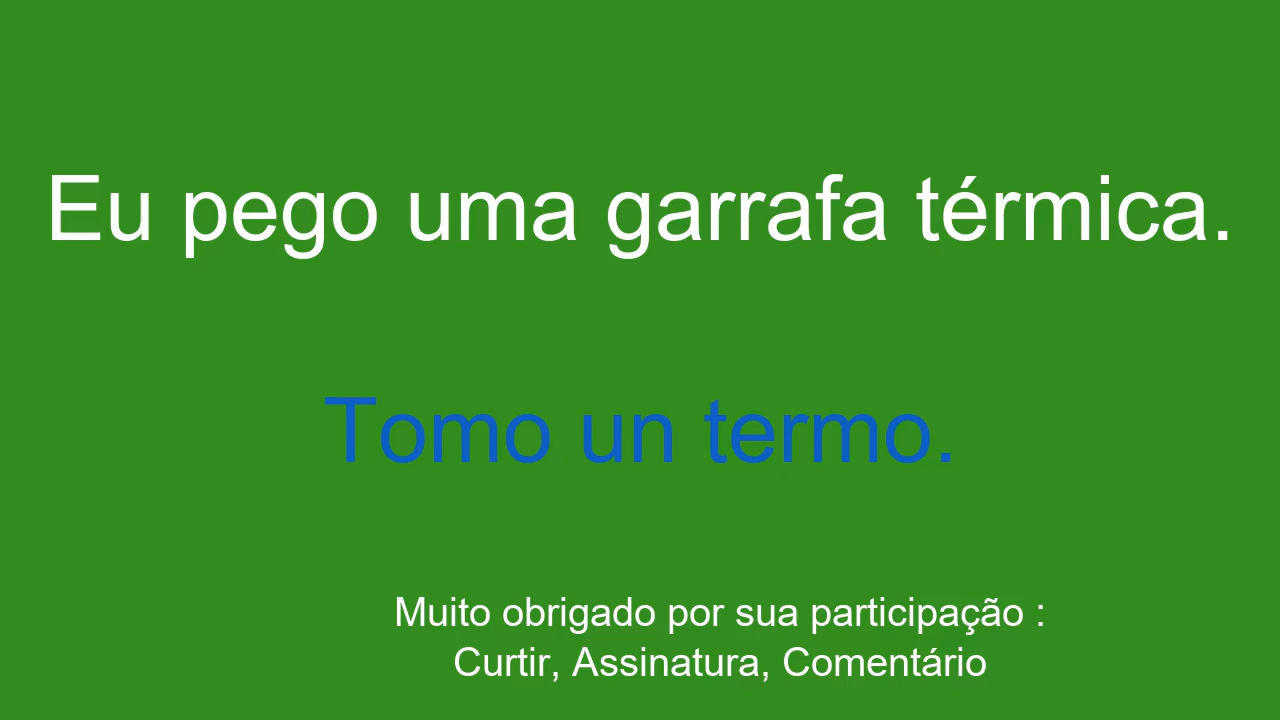 Eu pego uma garrafa térmica.
Tomo un termo.
Muito obrigado por sua participação :
Curtir, Assinatura, Comentário